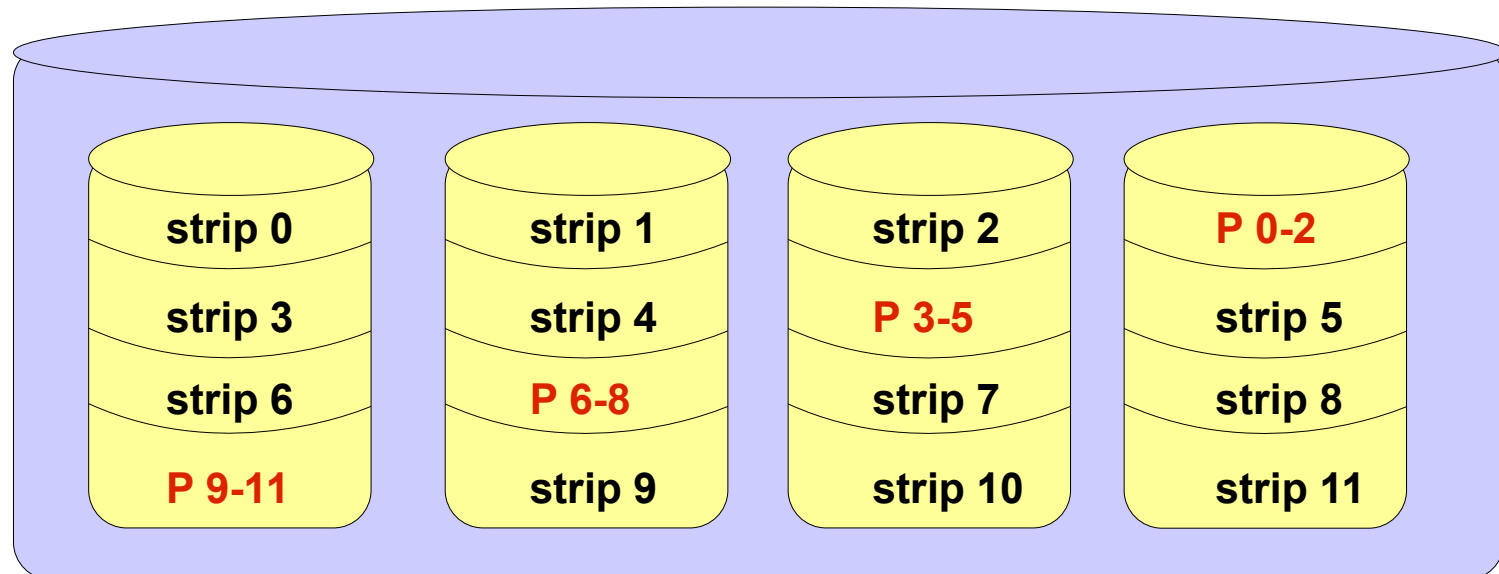 strip 0 strip 1 strip 2 P 0-2
strip 3 strip 4 P 3-5 strip 5
strip 6 P 6-8 strip 7 strip 8
P 9-11 strip 9 strip 10 strip 11